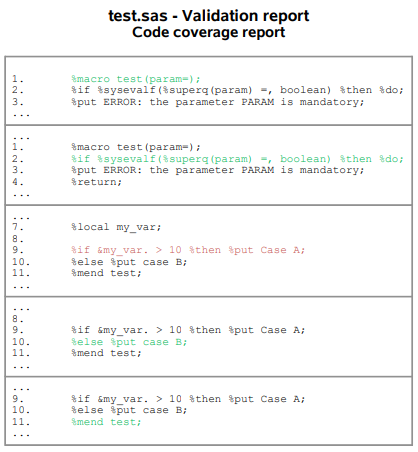 test.sas - Validation report
Code coverage report
1. %macro test(param=);
2. %if %sysevalf(%superq(param) =, boolean) %then %do;
3. %put ERROR: the parameter PARAM is mandatory;
...
...
1. %macro test(param=);
2. %if %sysevalf(%superq(param) =, boolean) %then %do;
3. %put ERROR: the parameter PARAM is mandatory;
4. %return;
...
...
7. %local my_var;
8.
9. %if &my_var. > 10 %then %put Case A;
10. %else %put case B;
11. %mend test;
...
...
8.
9. %if &my_var. > 10 %then %put Case A;
10. %else %put case B;
11. %mend test;
...
...
9. %if &my_var. > 10 %then %put Case A;
10. %else %put case B;
11. %mend test;
...